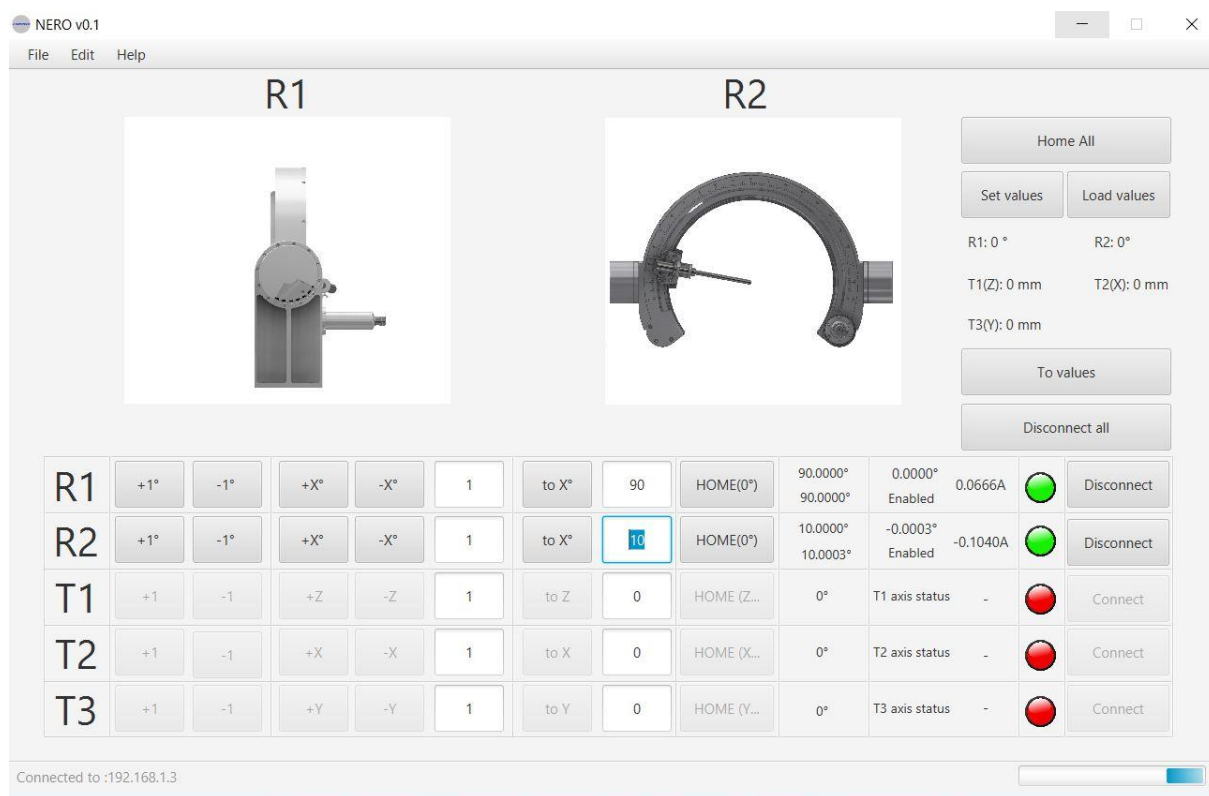 NERO v0.1
File Edit Help
R1 R2
Home All
Set values Load values
R1: 0 ° R2: 0°
T1(Z): 0 mm T2(X): 0 mm
T3(Y): 0 mm
To values
Disconnect all
R1 +1° -1° +X° -X° 1 to X° 90 HOME(0°) 90.0000° 90.0000° 0.0000° Enabled 0.0666A Disconnect
R2 +1° -1° +X° -X° 1 to X° 10 HOME(0°) 10.0000° 10.0003° -0.0003° Enabled -0.1040A Disconnect
T1 +1 -1 +Z -Z 1 to Z 0 HOME (Z... 0° T1 axis status - Connect
T2 +1 -1 +X -X 1 to X 0 HOME (X... 0° T2 axis status - Connect
T3 +1 -1 +Y -Y 1 to Y 0 HOME (Y... 0° T3 axis status - Connect
Connected to :192.168.1.3